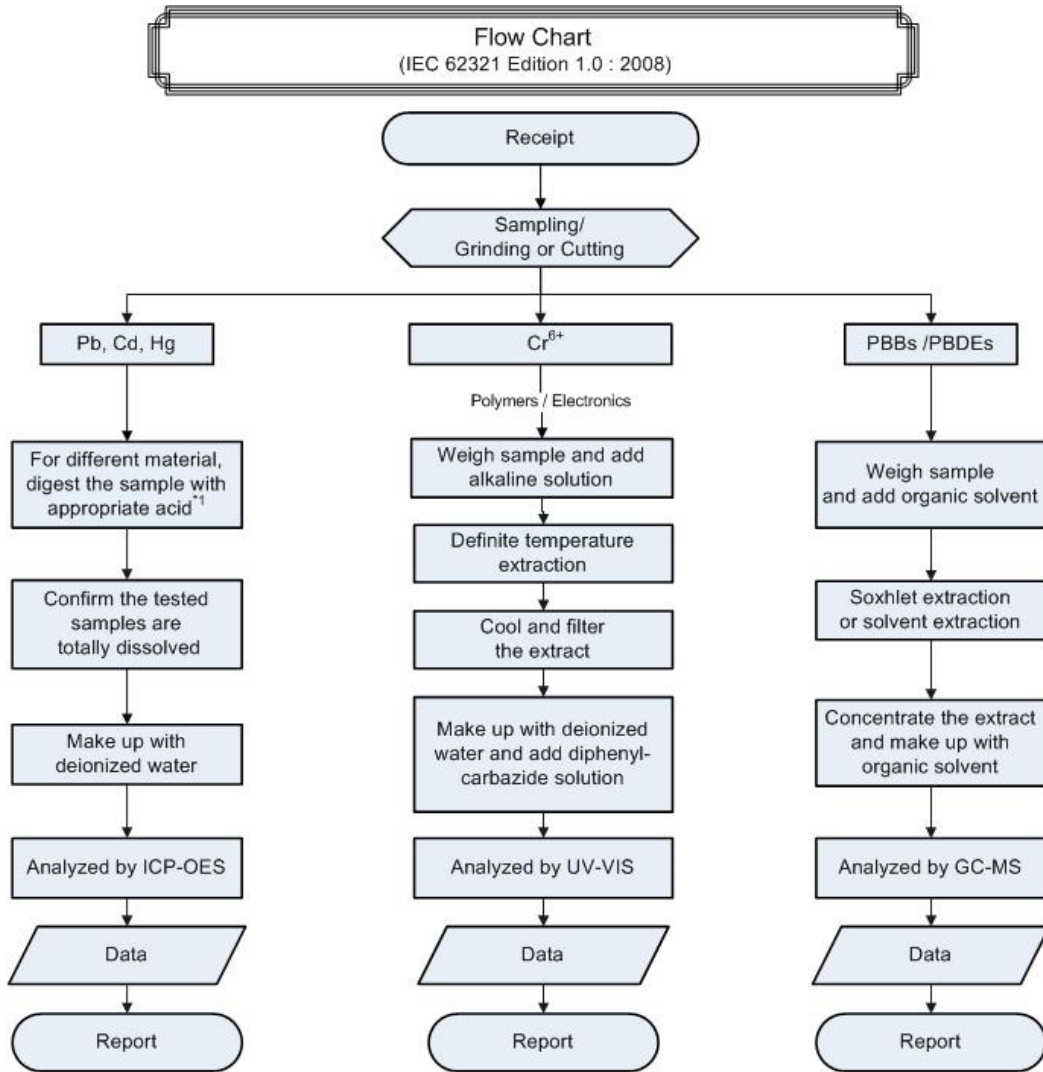 Flow Chart
(IEC 62321 Edition 1.0 : 2008)
Receipt
Sampling/
Grinding or Cutting
Pb, Cd, Hg
For different material,
digest the sample with
appropriate acid*1
Confirm the tested
samples are
totally dissolved
Make up with
deionized water
Analyzed by ICP-OES
Data
Report
Cr6+
Polymers / Electronics
Weigh sample and add
alkaline solution
Definite temperature
extraction
Cool and filter
the extract
Make up with deionized
water and add diphenyl-
carbazide solution
Analyzed by UV-VIS
Data
Report
PBBs /PBDEs
Weigh sample
and add organic solvent
Soxhlet extraction
or solvent extraction
Concentrate the extract
and make up with
organic solvent
Analyzed by GC-MS
Data
Report